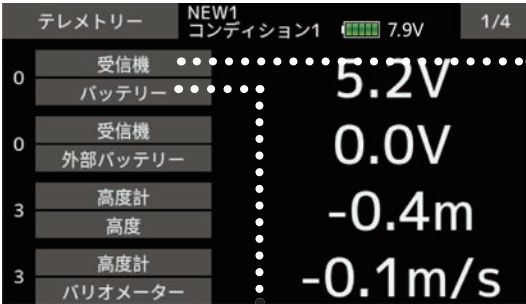 テレメトリー
NEW1
コンディション1 7.9V
1/4
0
受信機
バッテリー
5.2V
0
受信機
外部バッテリー
0.0V
3
高度計
高度
-0.4m
3
高度計
バリオメーター
-0.1m/s